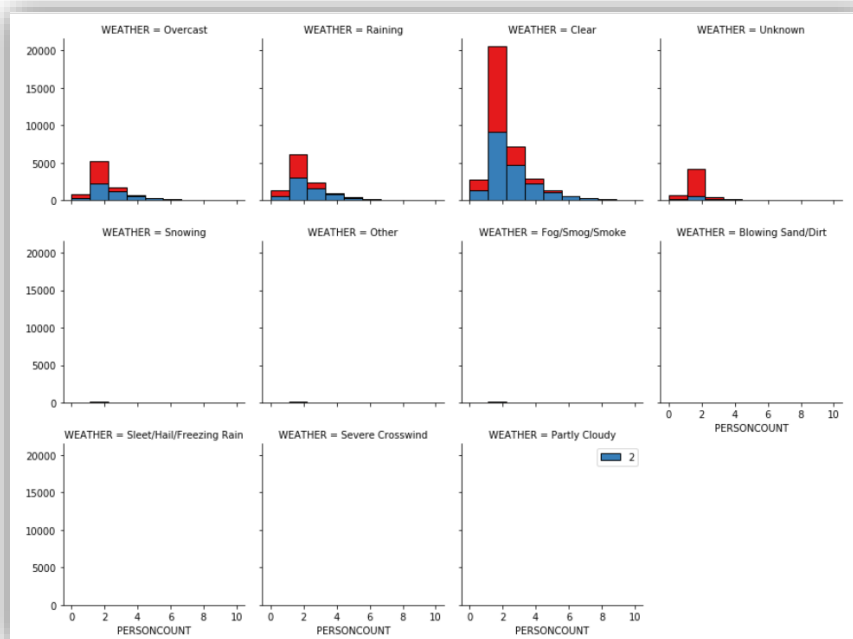 WEATHER = Overcast
WEATHER = Raining
WEATHER = Clear
WEATHER = Unknown
20000
15000
10000
5000
0
WEATHER = Snowing
WEATHER = Other
WEATHER = Fog/Smog/Smoke
WEATHER = Blowing Sand/Dirt
20000
15000
10000
5000
0
0 2 4 6 8 10
PERSONCOUNT
WEATHER = Sleet/Hail/Freezing Rain
WEATHER = Severe Crosswind
WEATHER = Partly Cloudy
2
20000
15000
10000
5000
0
0 2 4 6 8 10
0 2 4 6 8 10
0 2 4 6 8 10
PERSONCOUNT
PERSONCOUNT
PERSONCOUNT